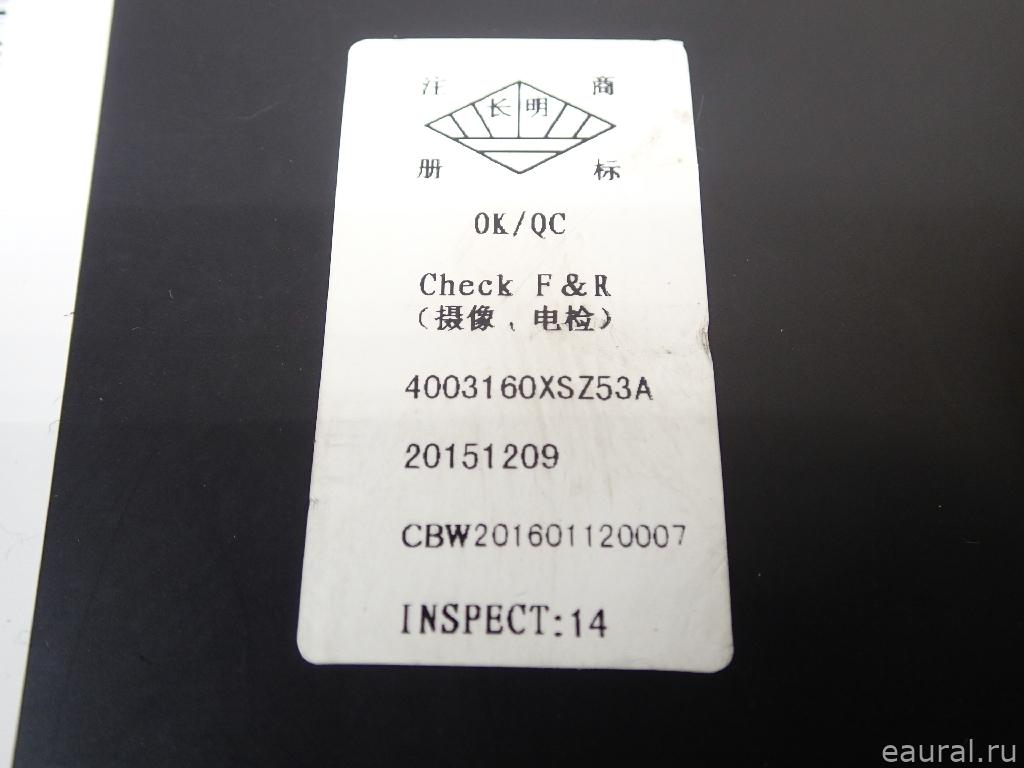 注 商
长 明
册 标
OK/QC
Check F&R
(摄像、电检)
4003160XSZ53A
20151209
CBW201601120007
INSPECT:14
eaural.ru